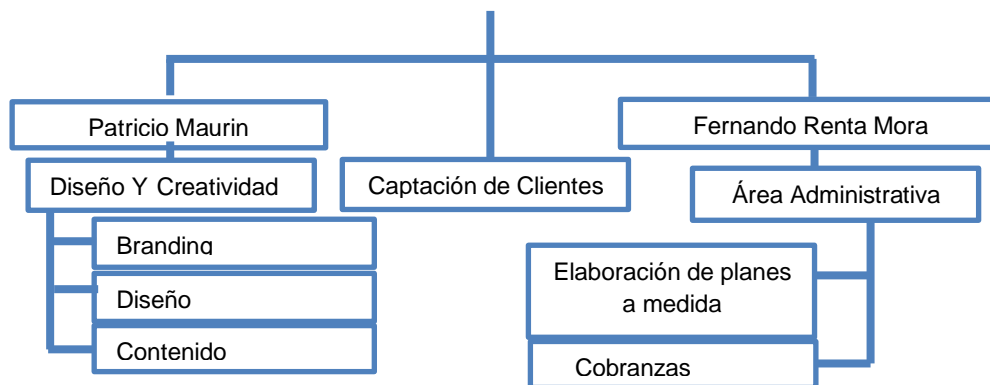 Patricio Maurin
Fernando Renta Mora
Diseño Y Creatividad
Captación de Clientes
Área Administrativa
Branding
Diseño
Contenido
Elaboración de planes
a medida
Cobranzas